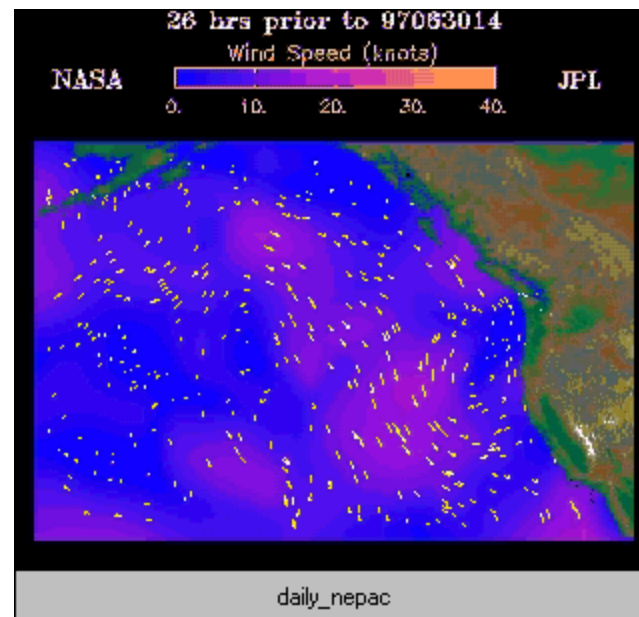 26 hrs prior to 97063014
Wind Speed (knots)
NASA JPL
0. 10. 20. 30. 40.
daily_nepac